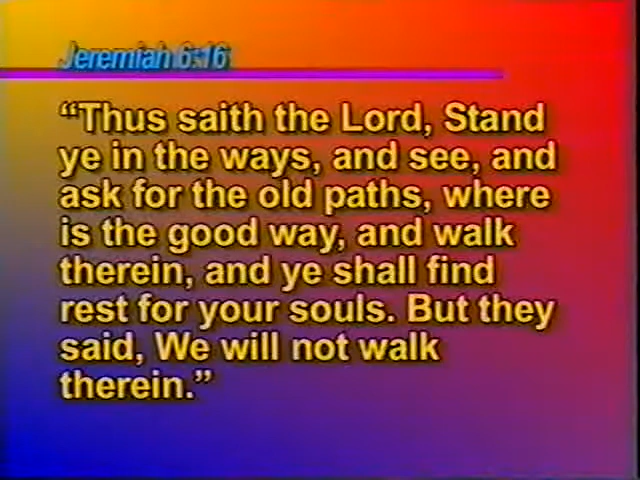 Jeremiah 6:16
“Thus saith the Lord, Stand
ye in the ways, and see, and
ask for the old paths, where
is the good way, and walk
therein, and ye shall find
rest for your souls. But they
said, We will not walk
therein.”